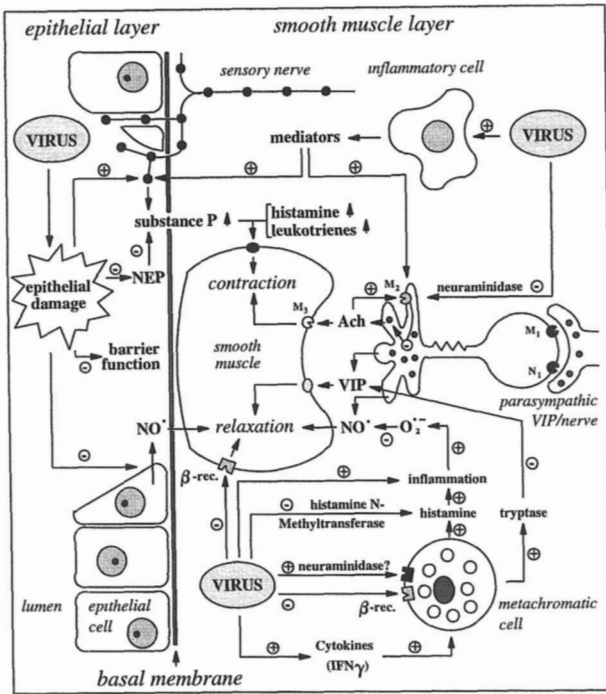 epithelial layer
smooth muscle layer
sensory nerve
inflammatory cell
VIRUS
mediators
⊕
VIRUS
⊕
⊕
⊕
substance P
histamine
leukotrienes
⊖
NEP
⊖
epithelial
damage
contraction
⊕
M2
neuraminidase
⊖
M3
Ach
⊖
M1
barrier
function
⊖
smooth
muscle
VIP
N1
parasympathic
VIP/nerve
NO•
relaxation
NO•
⊖
O2•−
⊖
β-rec.
⊕
inflammation
⊕
⊖
⊕
⊖
histamine N-
Methyltransferase
histamine
tryptase
⊖
⊕
⊕
VIRUS
⊕
neuraminidase?
⊖
β-rec.
lumen
epithelial
cell
metachromatic
cell
⊕
Cytokines
(IFNγ)
⊕
basal membrane